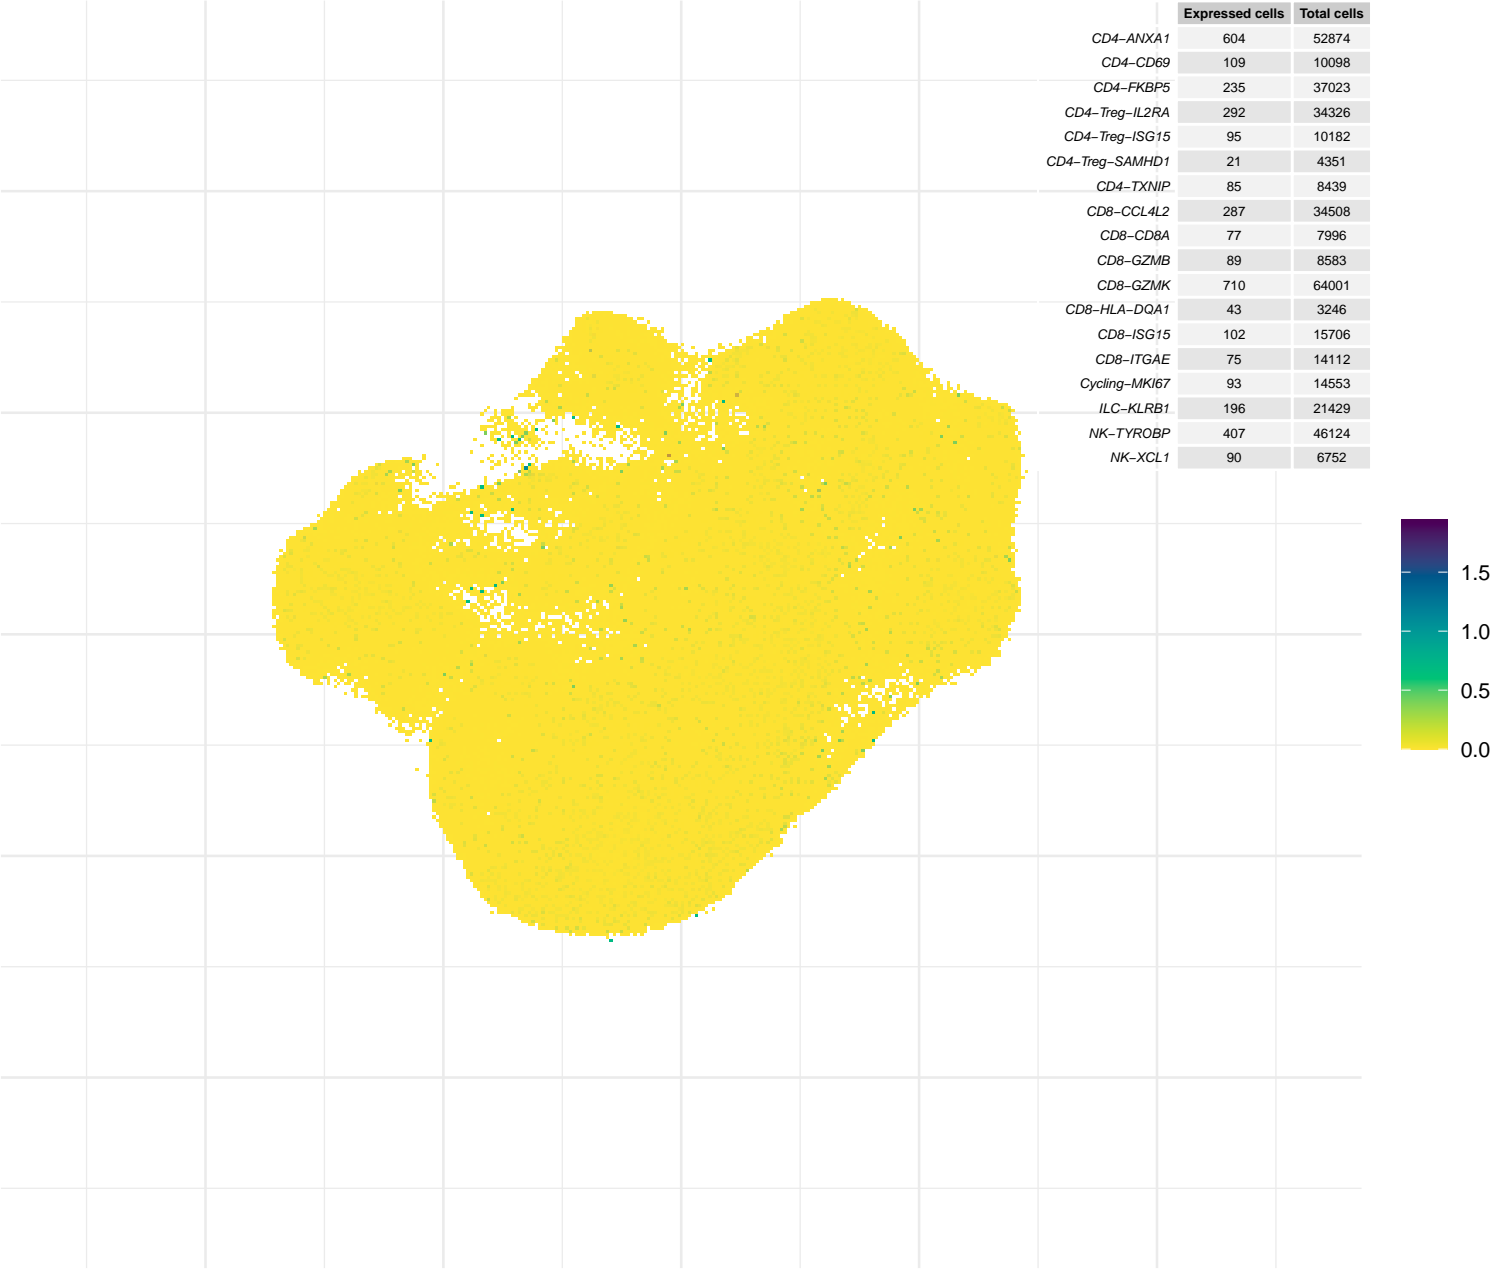 Expressed cells Total cells
CD4−ANXA1 604 52874
CD4−CD69 109 10098
CD4−FKBP5 235 37023
CD4−Treg−IL2RA 292 34326
CD4−Treg−ISG15 95 10182
CD4−Treg−SAMHD1 21 4351
CD4−TXNIP 85 8439
CD8−CCL4L2 287 34508
CD8−CD8A 77 7996
CD8−GZMB 89 8583
CD8−GZMK 710 64001
CD8−HLA−DQA1 43 3246
CD8−ISG15 102 15706
CD8−ITGAE 75 14112
Cycling−MKI67 93 14553
ILC−KLRB1 196 21429
NK−TYROBP 407 46124
NK−XCL1 90 6752
1.5
1.0
0.5
0.0